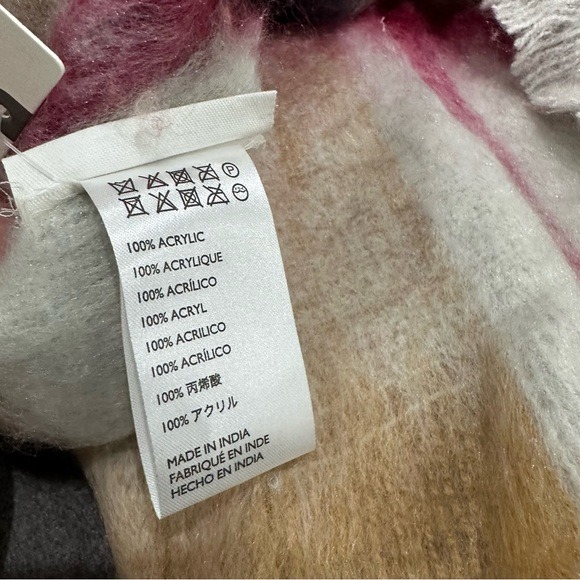 P
100% ACRYLIC
100% ACRYLIQUE
100% ACRÍLICO
100% ACRYL
100% ACRILICO
100% ACRÍLICO
100% 丙烯酸
100% アクリル
MADE IN INDIA
FABRIQUÉ EN INDE
HECHO EN INDIA